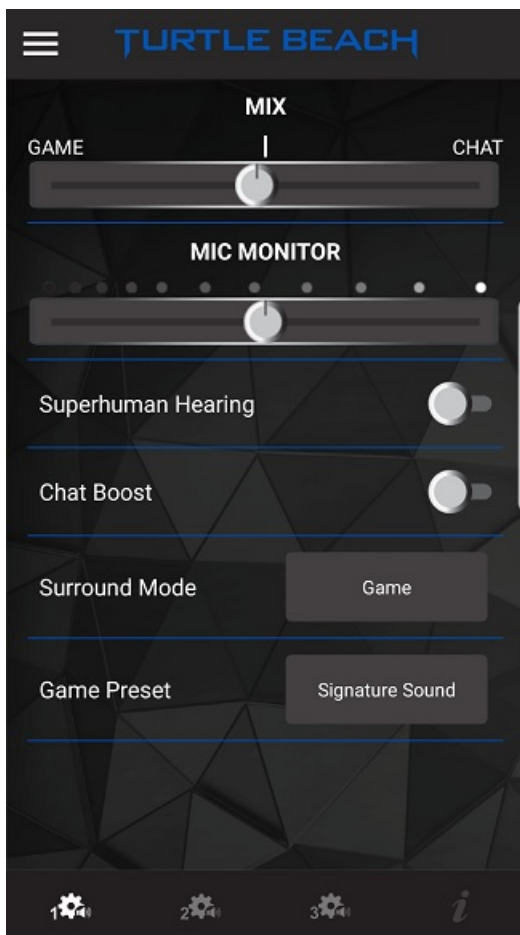 TURTLE BEACH
MIX
GAME CHAT
MIC MONITOR
Superhuman Hearing
Chat Boost
Surround Mode Game
Game Preset Signature Sound
1 2 3 i